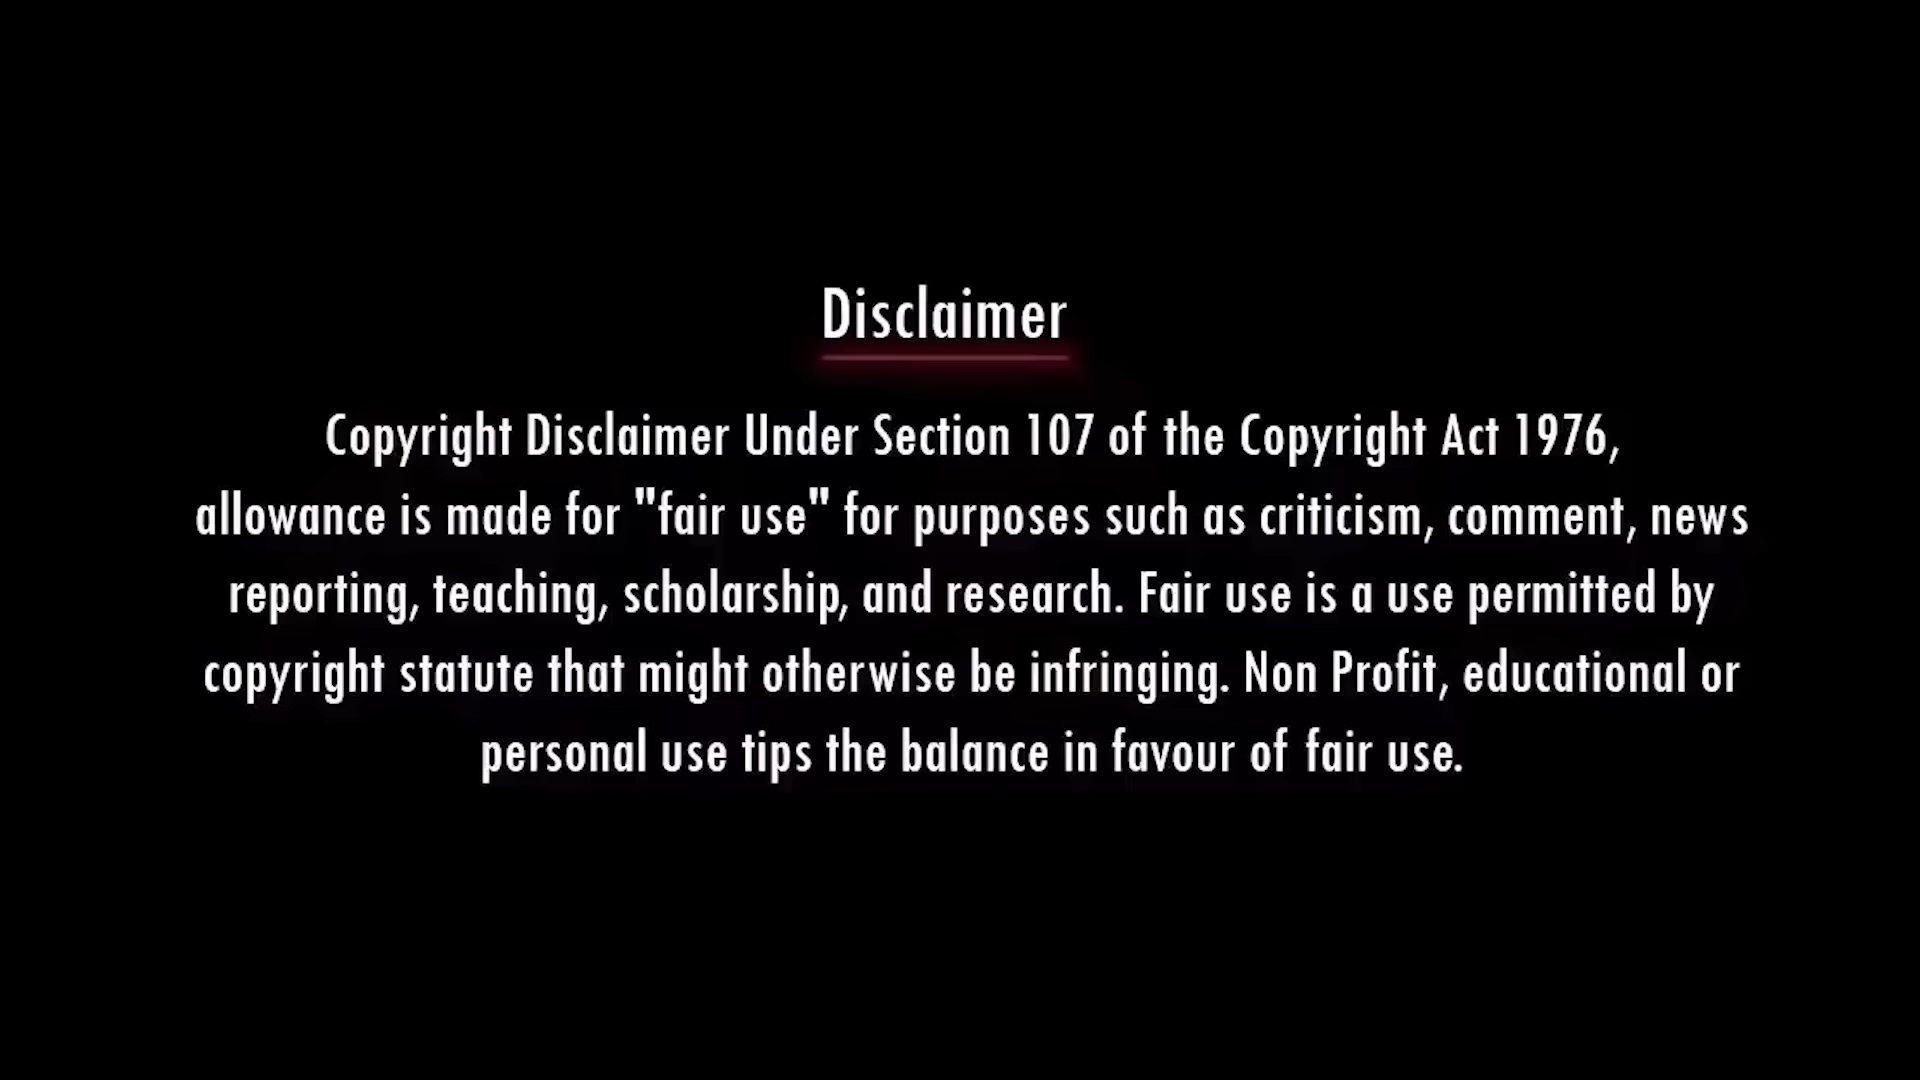 Disclaimer
Copyright Disclaimer Under Section 107 of the Copyright Act 1976,
allowance is made for "fair use" for purposes such as criticism, comment, news
reporting, teaching, scholarship, and research. Fair use is a use permitted by
copyright statute that might otherwise be infringing. Non Profit, educational or
personal use tips the balance in favour of fair use.